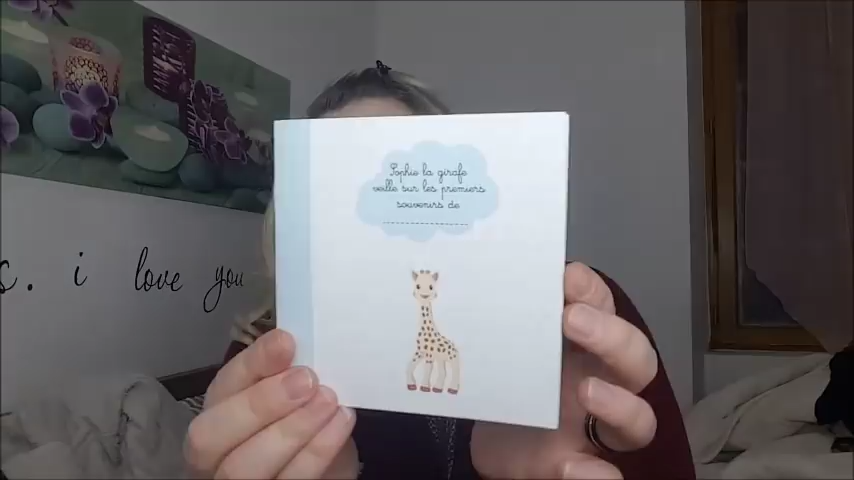 Sophie la girafe
veille sur les premiers
souvenirs de
s. i love you